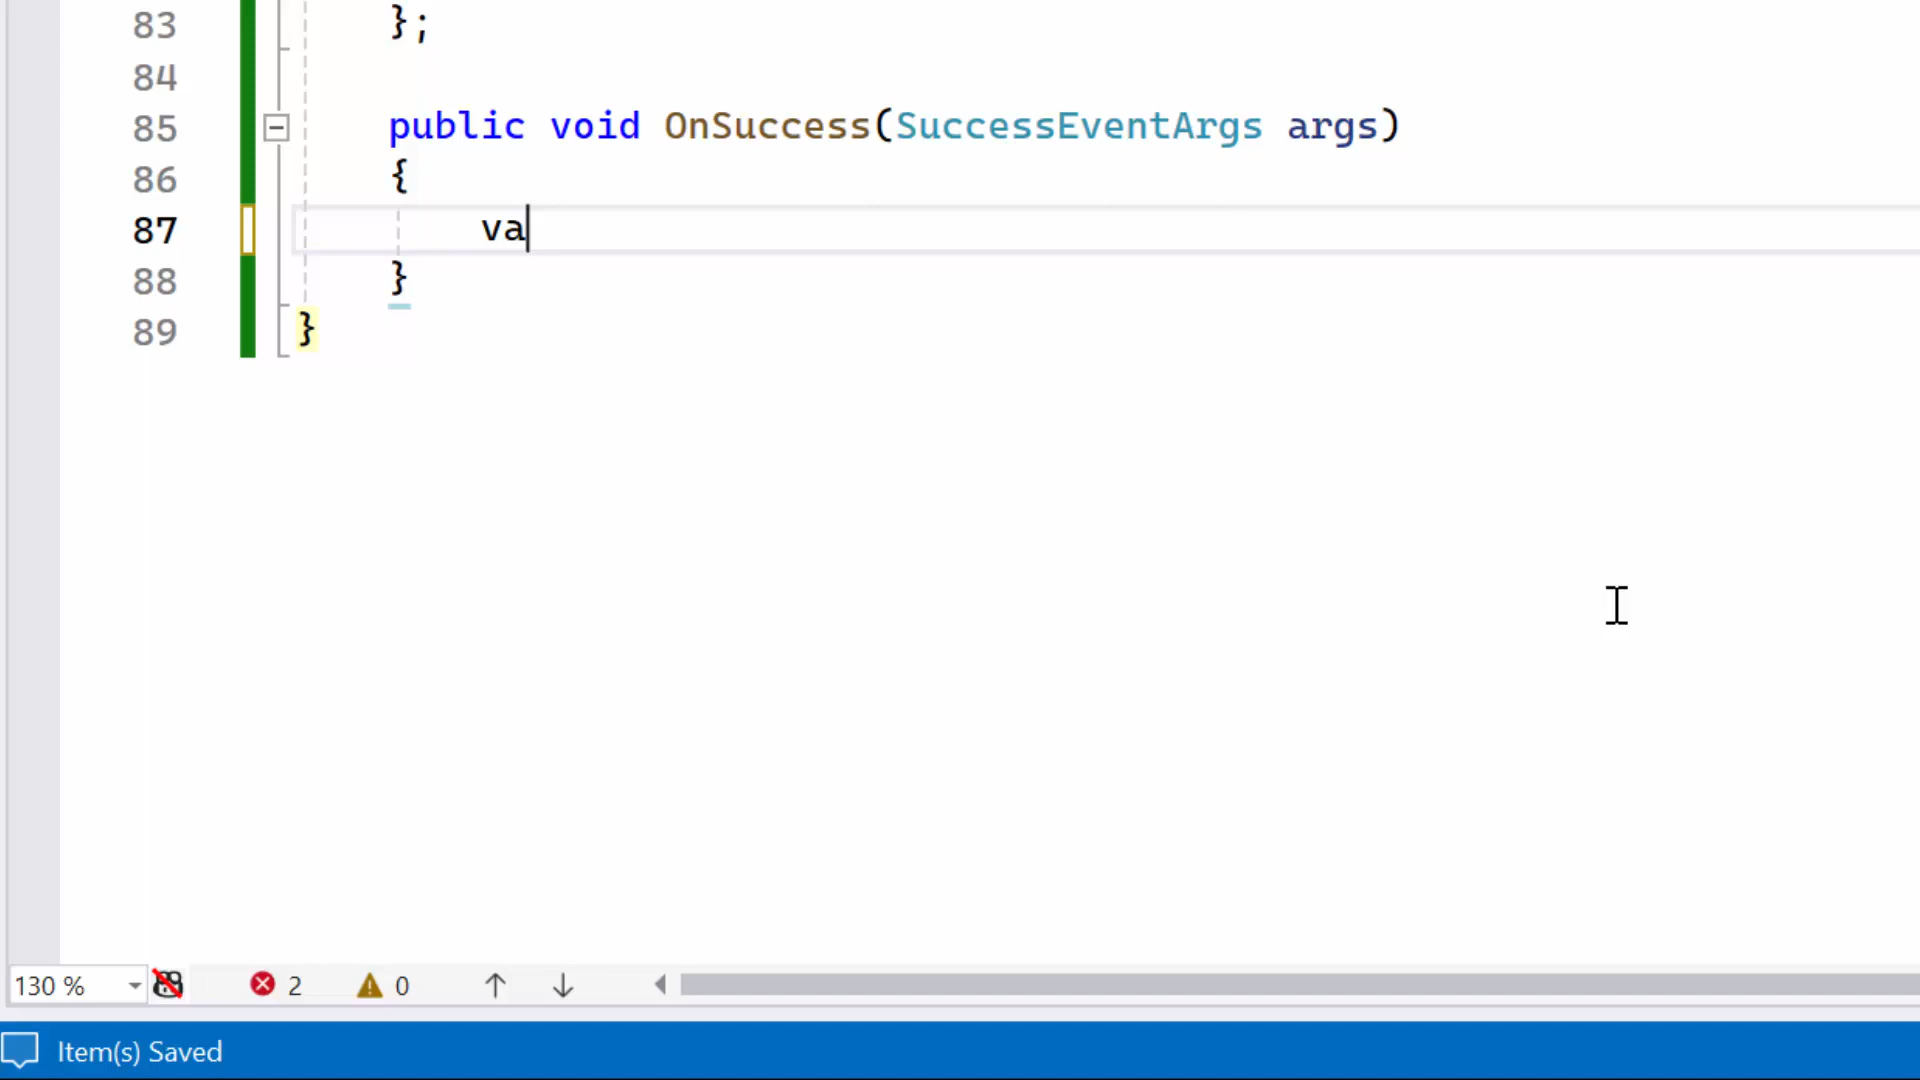 83 };
84
85 public void OnSuccess(SuccessEventArgs args)
86 {
87 va
88 }
89 }
130 % 2 0
Item(s) Saved